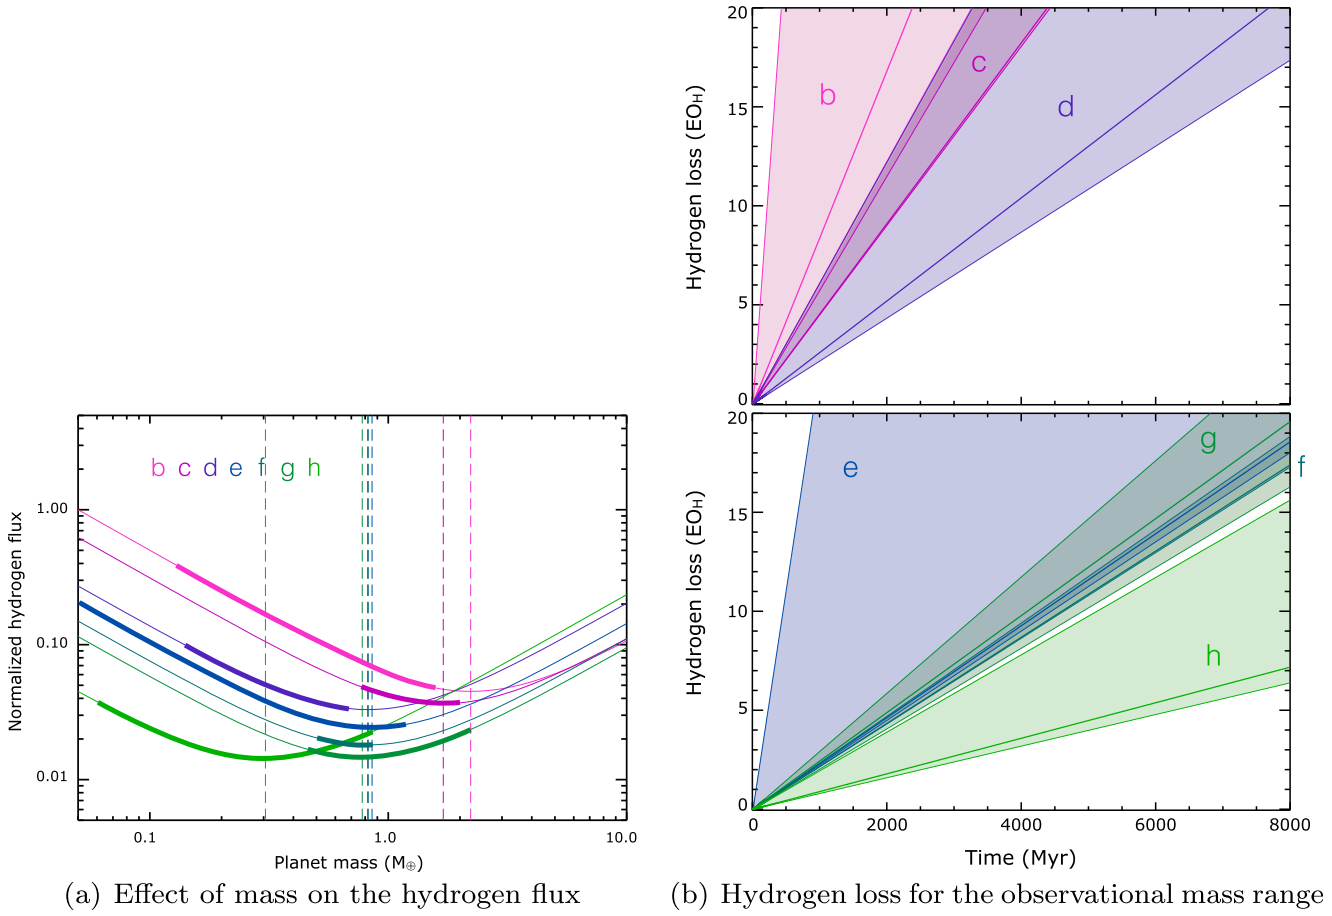 b c d e f g h
Normalized hydrogen flux
1.00
0.10
0.01
0.1 1.0 10.0
Planet mass (M⊕)
(a) Effect of mass on the hydrogen flux
Hydrogen loss (EOH)
20
15
10
5
0
b
c
d
Hydrogen loss (EOH)
20
15
10
5
0
e
g
f
h
0 2000 4000 6000 8000
Time (Myr)
(b) Hydrogen loss for the observational mass range